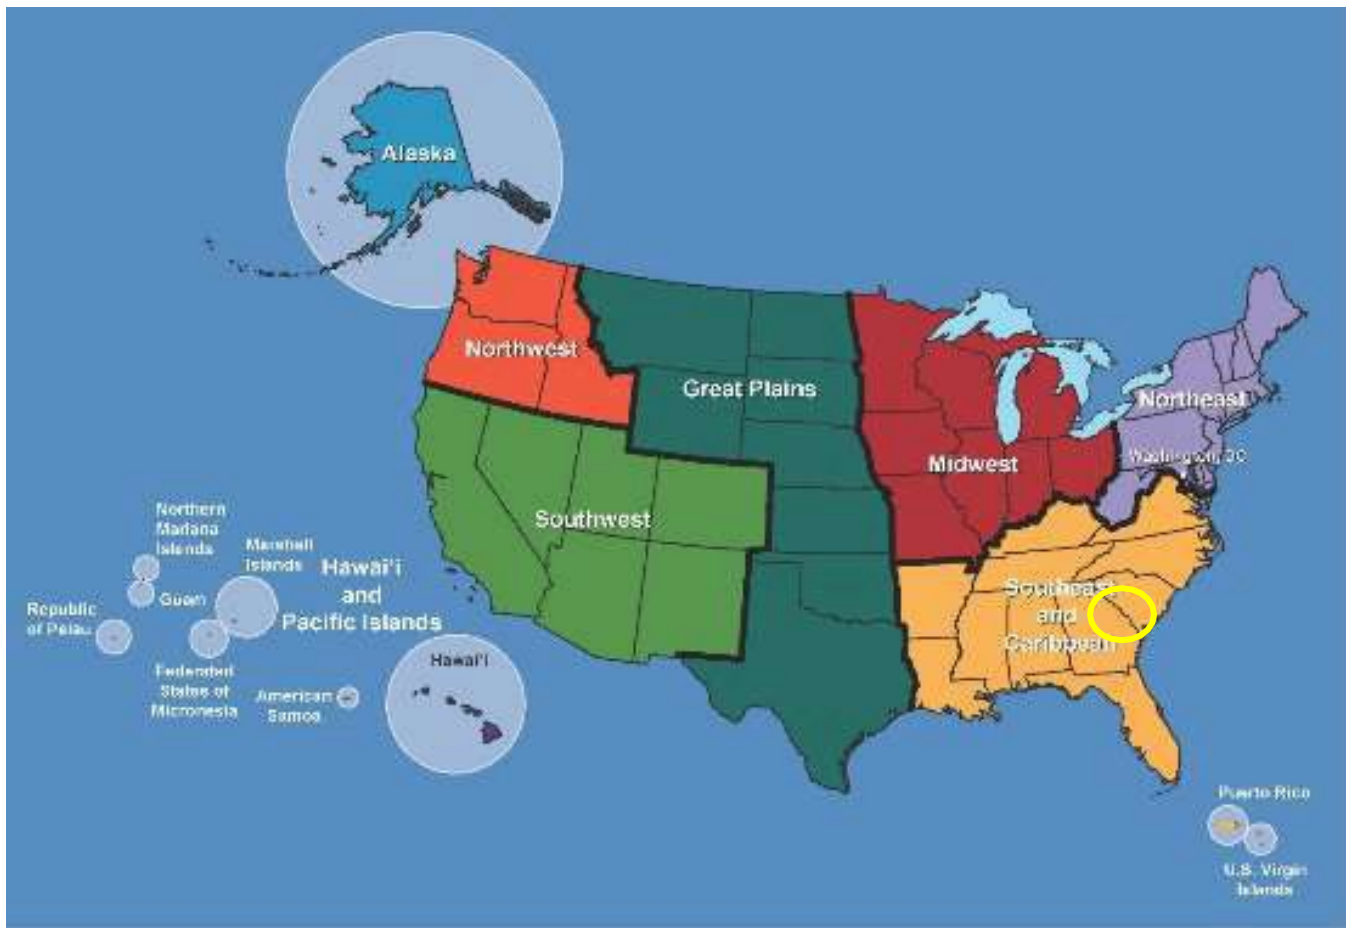 Alaska
Northwest
Great Plains
Northeast
Washington, DC
Midwest
Southwest
Northern
Mariana
Islands
Marshall
Islands
Hawai'i
and
Pacific Islands
Guam
Republic
of Palau
Federated
States of
Micronesia
American
Samoa
Hawai'i
Southeast
and
Caribbean
Puerto Rico
U.S. Virgin
Islands